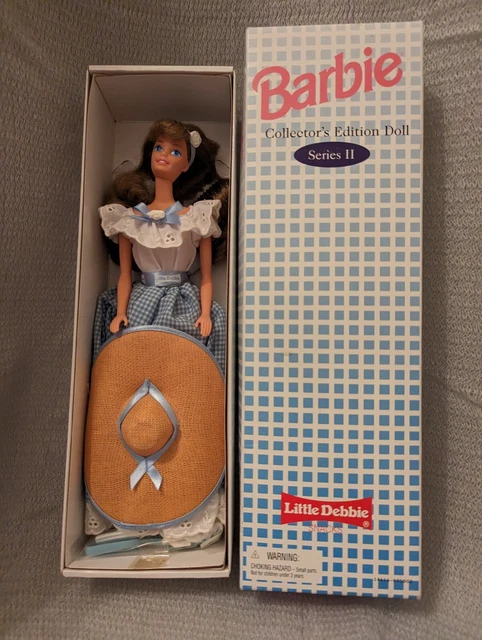 Barbie
Collector's Edition Doll
Series II
Little Debbie
®
snacks
WARNING:
CHOKING HAZARD – Small parts.
Not for children under 3 years.